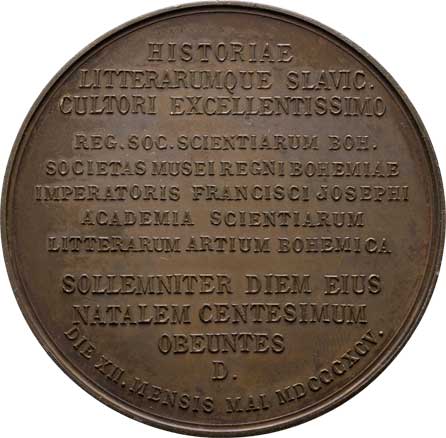 HISTORIAE
LITTERARUMQUE SLAVIC.
CULTORI EXCELLENTISSIMO
REG. SOC. SCIENTIARUM BOH.
SOCIETAS MUSEI REGNI BOHEMIAE
IMPERATORIS FRANCISCI JOSEPHI
ACADEMIA SCIENTIARUM
LITTERARUM ARTIUM BOHEMICA
SOLLEMNITER DIEM EIUS
NATALEM CENTESIMUM
OBEUNTES
D.
DIE XII. MENSIS MAI MDCCCXCV.